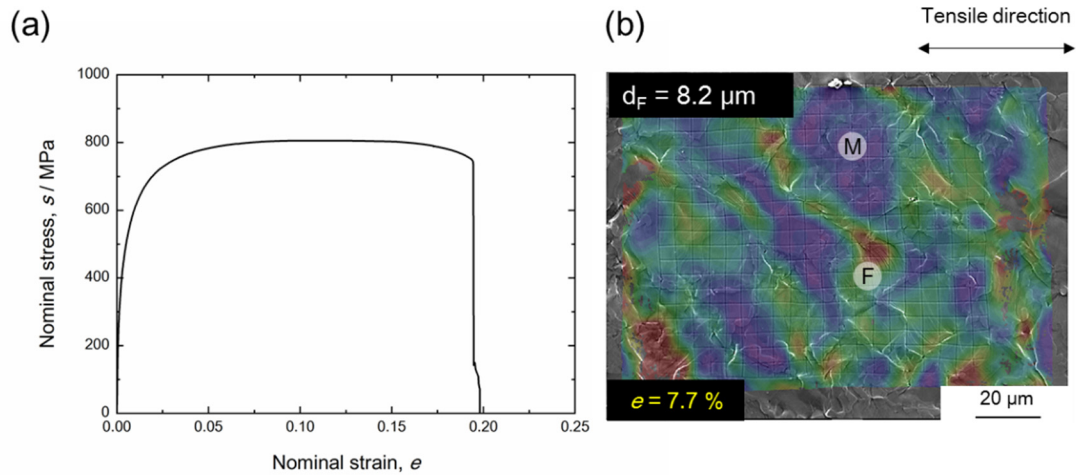 (a)
1000
800
600
400
200
0
0.00 0.05 0.10 0.15 0.20 0.25
Nominal stress, s / MPa
Nominal strain, e
(b)
Tensile direction
dF = 8.2 µm
M
F
e = 7.7 %
20 µm